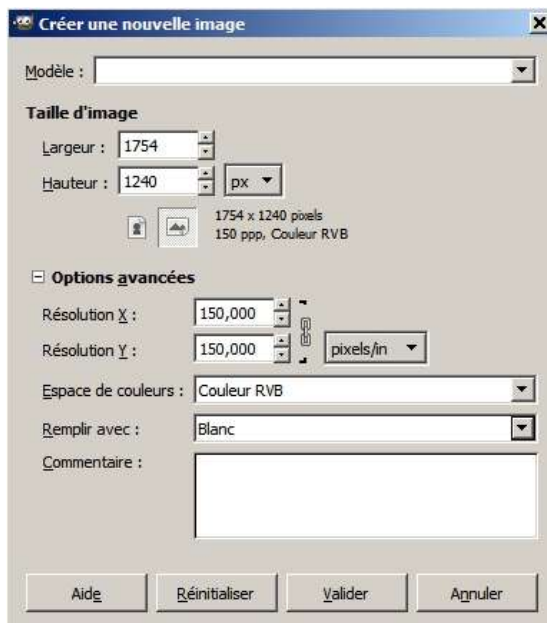 Créer une nouvelle image
Modèle :
Taille d'image
Largeur : 1754
Hauteur : 1240 px
1754 x 1240 pixels
150 ppp, Couleur RVB
Options avancées
Résolution X : 150,000
Résolution Y : 150,000 pixels/in
Espace de couleurs : Couleur RVB
Remplir avec : Blanc
Commentaire :
Aide Réinitialiser Valider Annuler